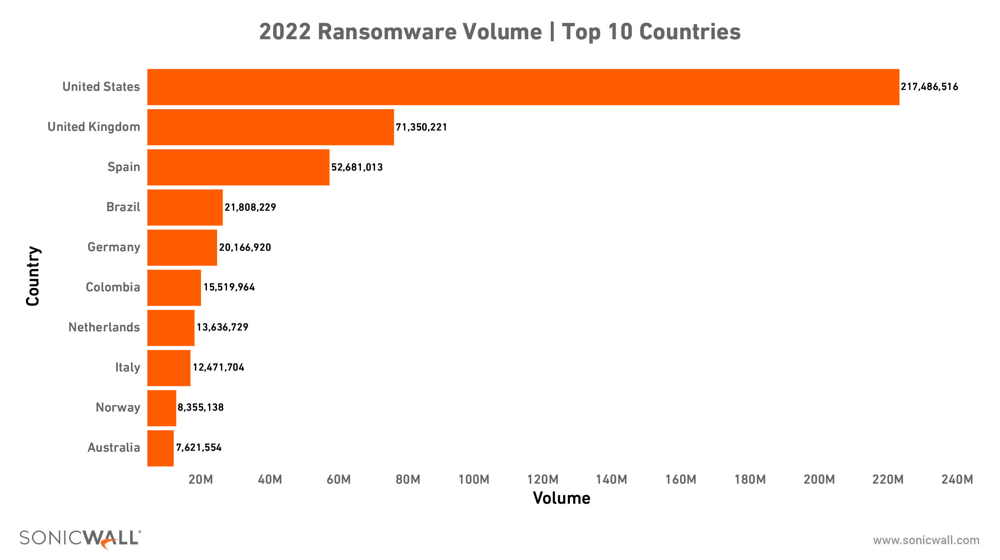 2022 Ransomware Volume | Top 10 Countries
United States 217,486,516
United Kingdom 71,350,221
Spain 52,681,013
Brazil 21,808,229
Germany 20,166,920
Colombia 15,519,964
Netherlands 13,636,729
Italy 12,471,704
Norway 8,355,138
Australia 7,621,554
Country
20M 40M 60M 80M 100M 120M 140M 160M 180M 200M 220M 240M
Volume
SONICWALL®
www.sonicwall.com